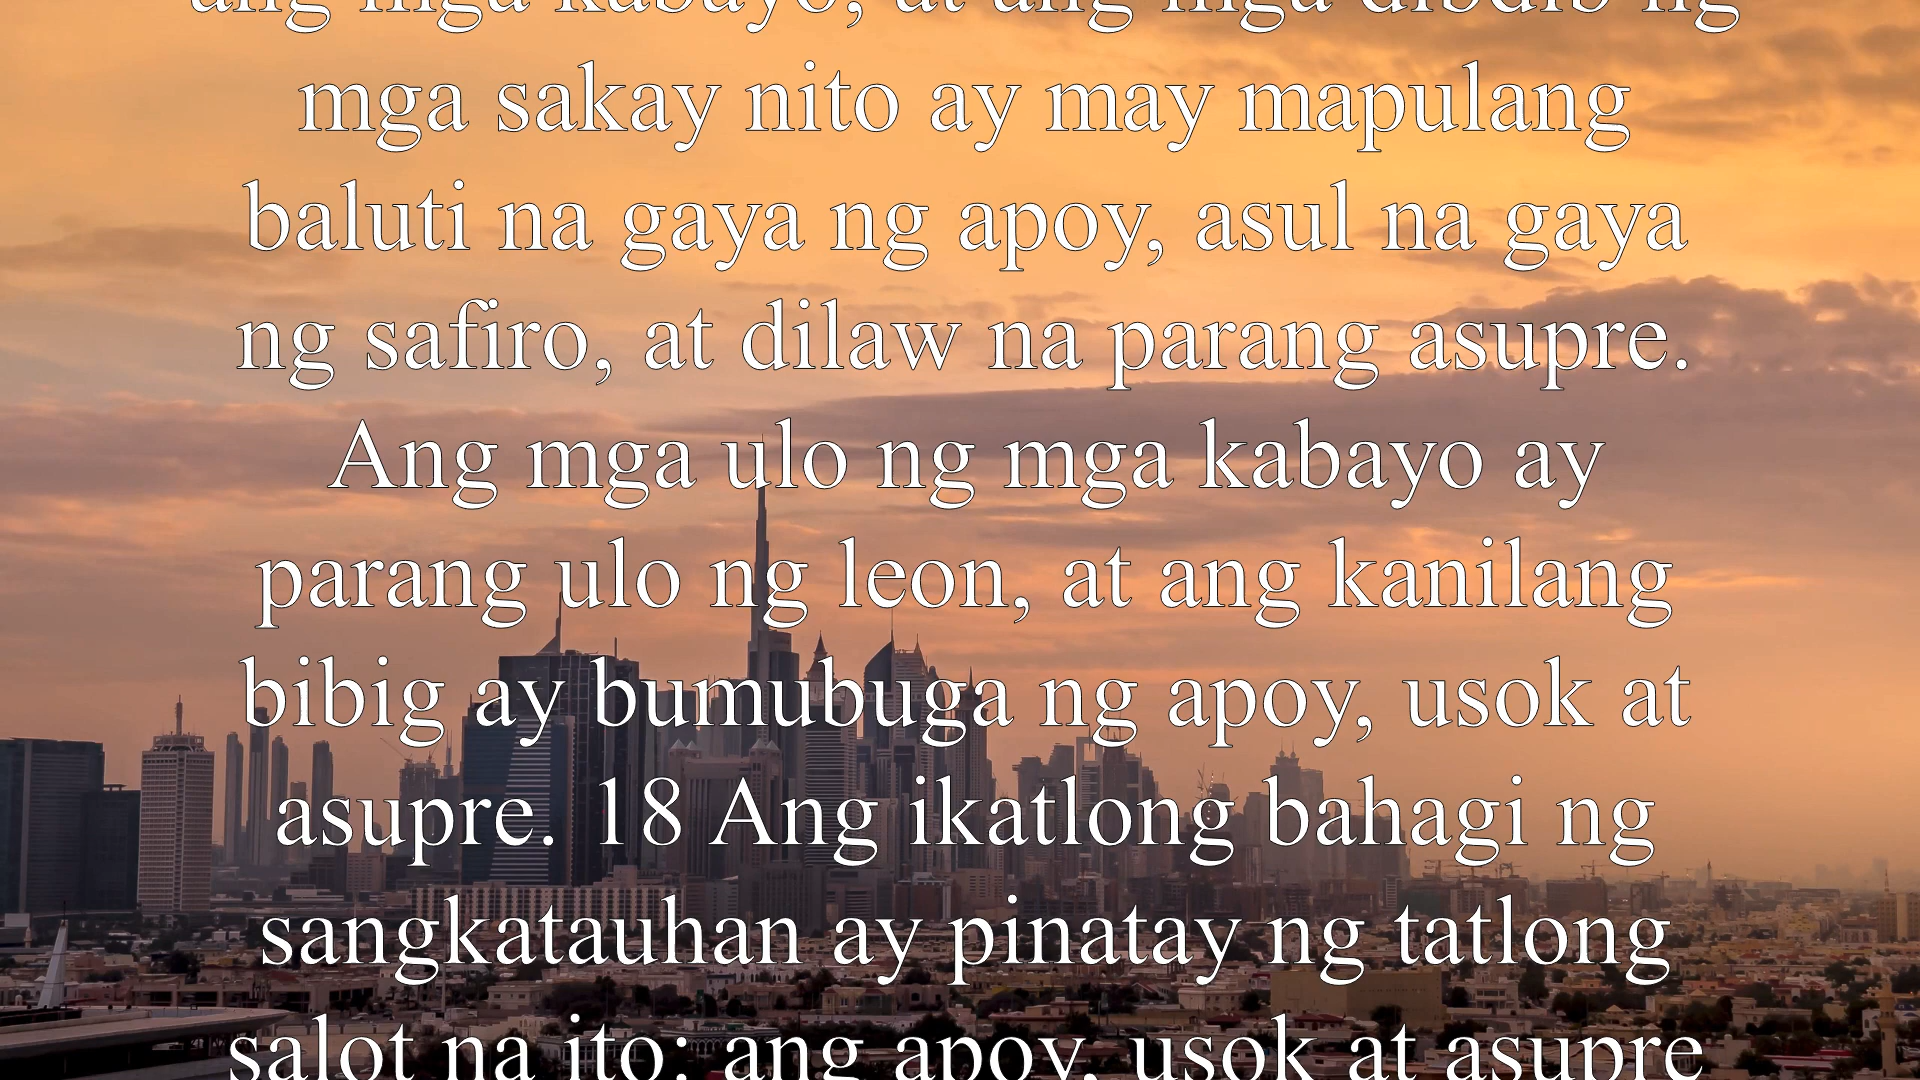 ang mga kabayo, at ang mga dibdib ng
mga sakay nito ay may mapulang
baluti na gaya ng apoy, asul na gaya
ng safiro, at dilaw na parang asupre.
Ang mga ulo ng mga kabayo ay
parang ulo ng leon, at ang kanilang
bibig ay bumubuga ng apoy, usok at
asupre. 18 Ang ikatlong bahagi ng
sangkatauhan ay pinatay ng tatlong
salot na ito: ang apoy, usok at asupre